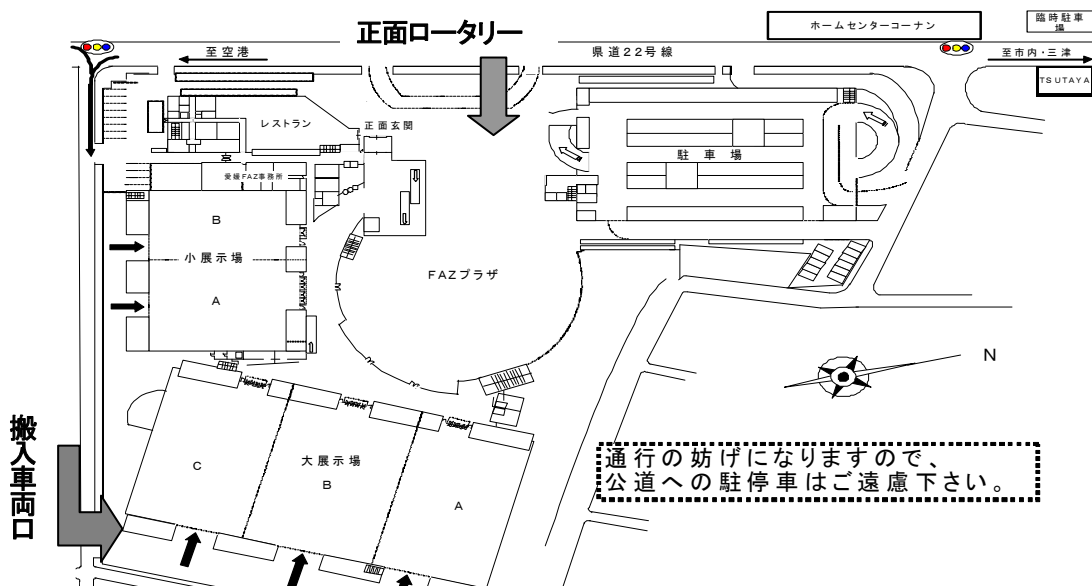 正面ロータリー
ホームセンターコーナン
臨時駐車
場
至空港
県道22号線
至市内・三津
TSUTAYA
レストラン
正面玄関
駐車場
愛媛FAZ事務所
B
小展示場
A
FAZプラザ
N
搬入車両口
C
大展示場
B
A
通行の妨げになりますので、
公道への駐停車はご遠慮下さい。